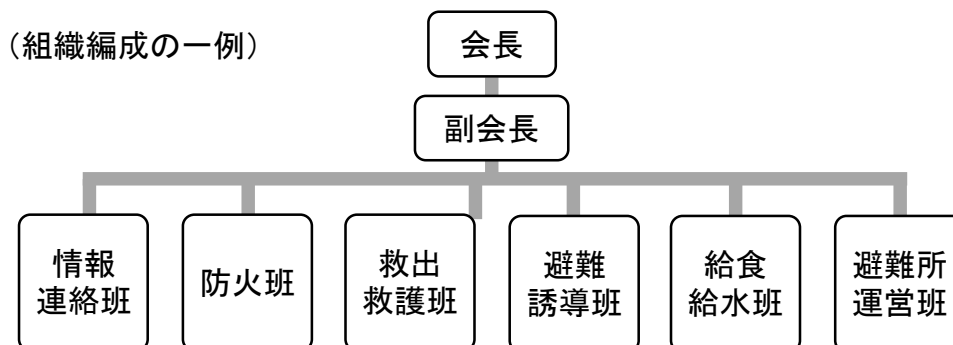 （組織編成の一例）
会長
副会長
情報
連絡班
防火班
救出
救護班
避難
誘導班
給食
給水班
避難所
運営班